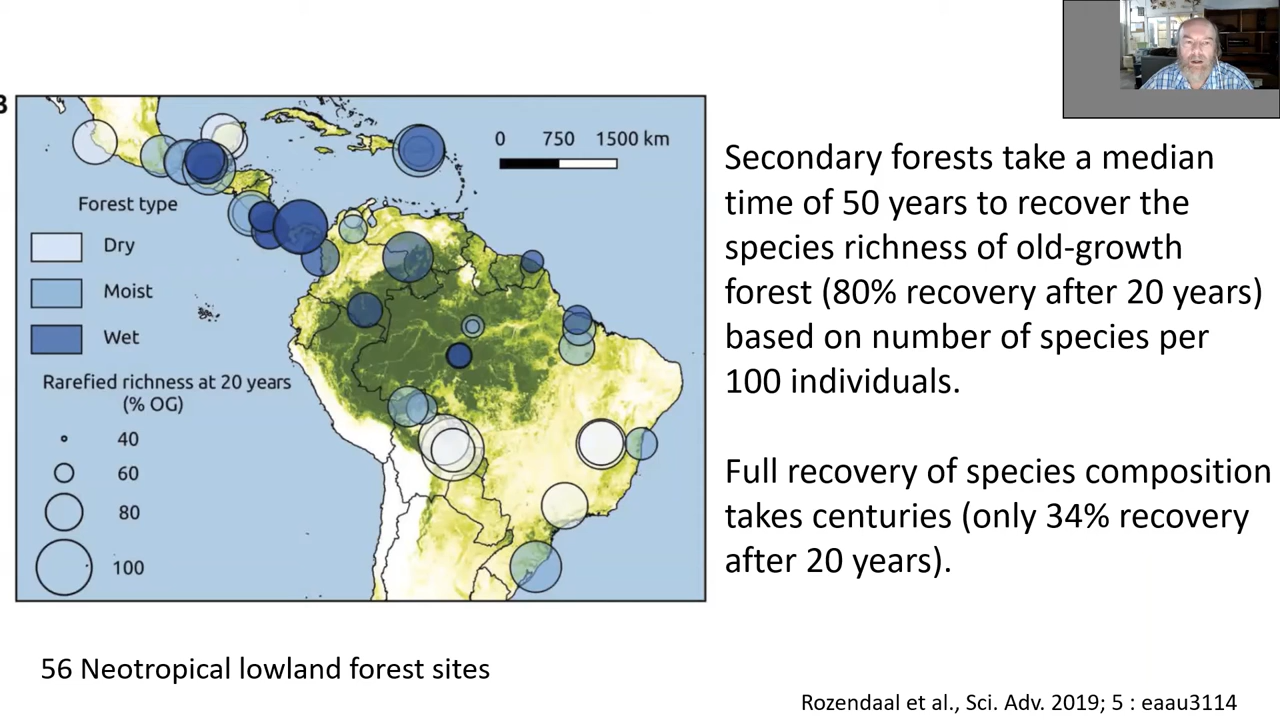 B
0 750 1500 km
Forest type
Dry
Moist
Wet
Rarefied richness at 20 years
(% OG)
40
60
80
100
Secondary forests take a median
time of 50 years to recover the
species richness of old-growth
forest (80% recovery after 20 years)
based on number of species per
100 individuals.
Full recovery of species composition
takes centuries (only 34% recovery
after 20 years).
56 Neotropical lowland forest sites
Rozendaal et al., Sci. Adv. 2019; 5 : eaau3114